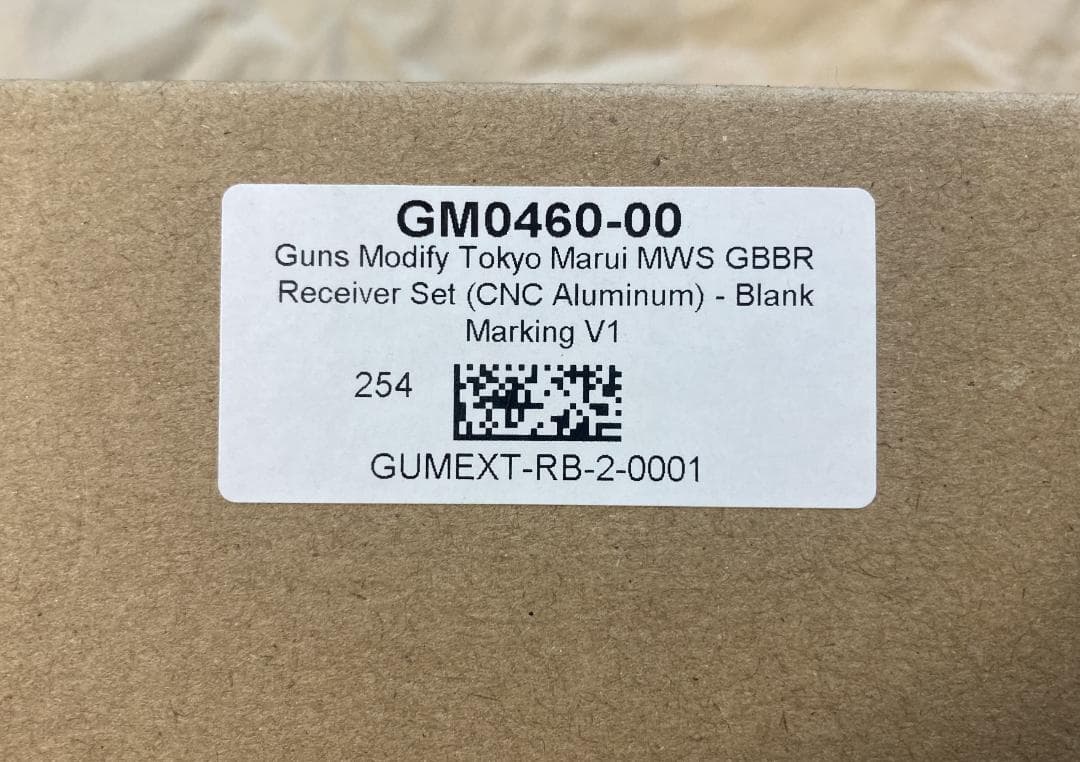 GM0460-00
Guns Modify Tokyo Marui MWS GBBR
Receiver Set (CNC Aluminum) - Blank
Marking V1
254
GUMEXT-RB-2-0001